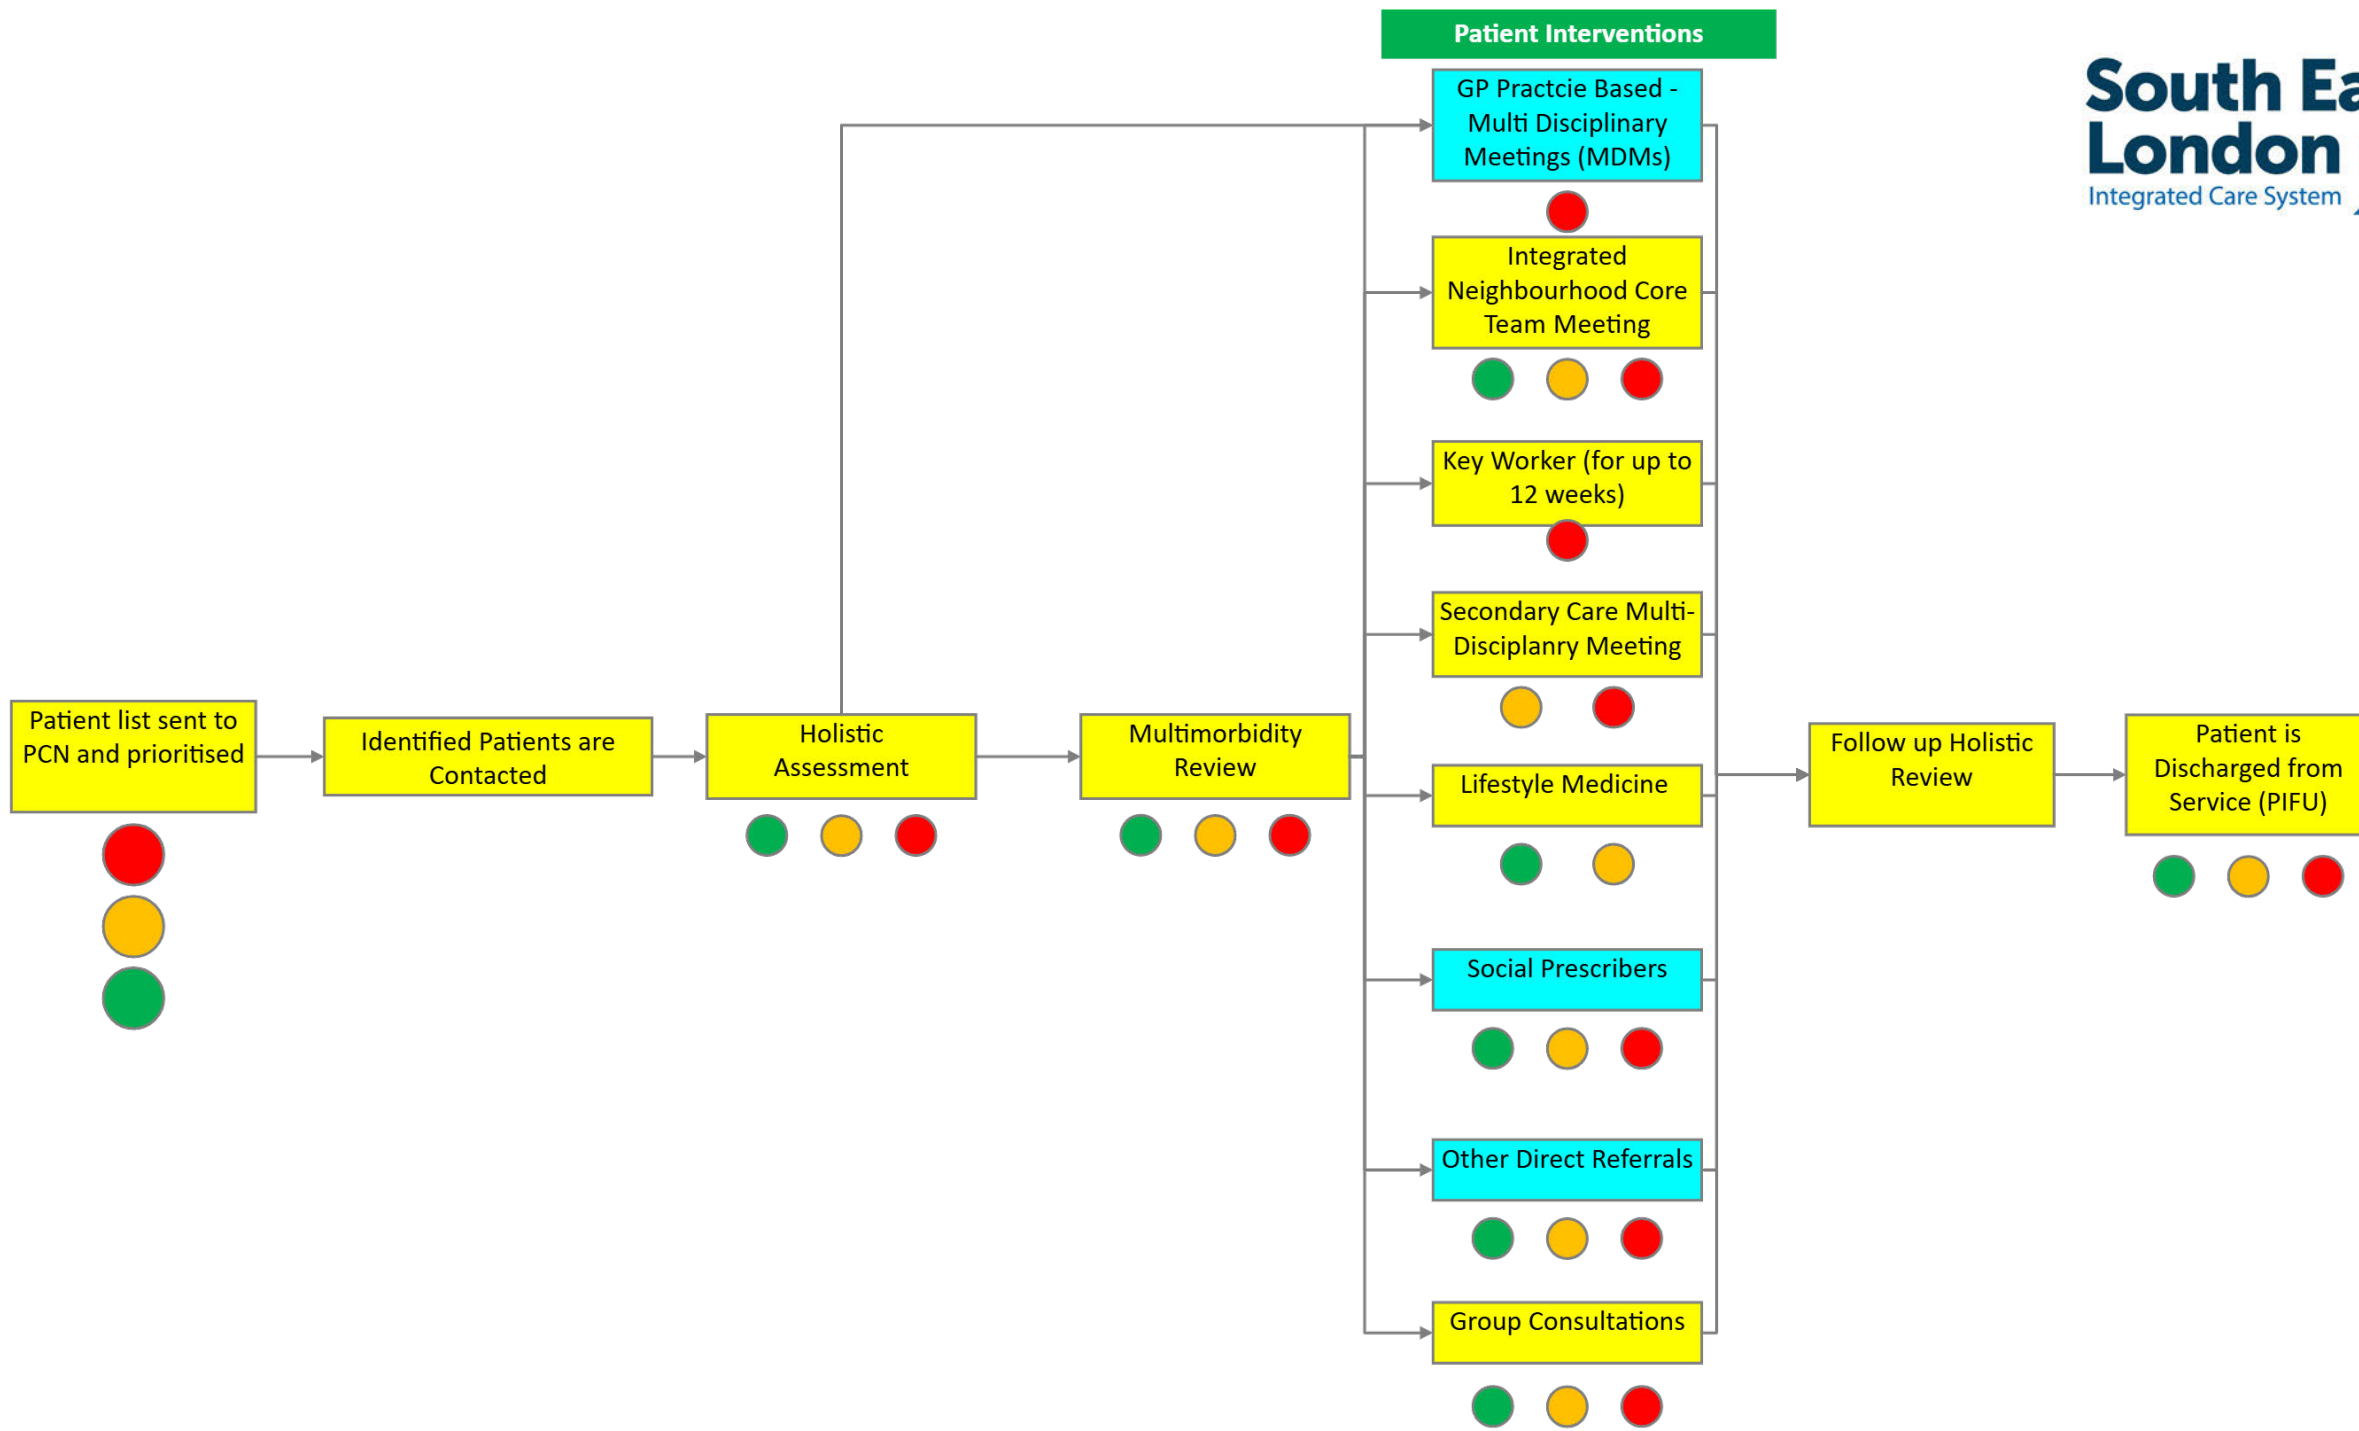 Patient Interventions
GP Practcie Based -
Multi Disciplinary
Meetings (MDMs)
South Ea
London
Integrated Care System
Integrated
Neighbourhood Core
Team Meeting
Key Worker (for up to
12 weeks)
Secondary Care Multi-
Disciplanry Meeting
Patient list sent to
PCN and prioritised
Identified Patients are
Contacted
Holistic
Assessment
Multimorbidity
Review
Lifestyle Medicine
Follow up Holistic
Review
Patient is
Discharged from
Service (PIFU)
Social Prescribers
Other Direct Referrals
Group Consultations